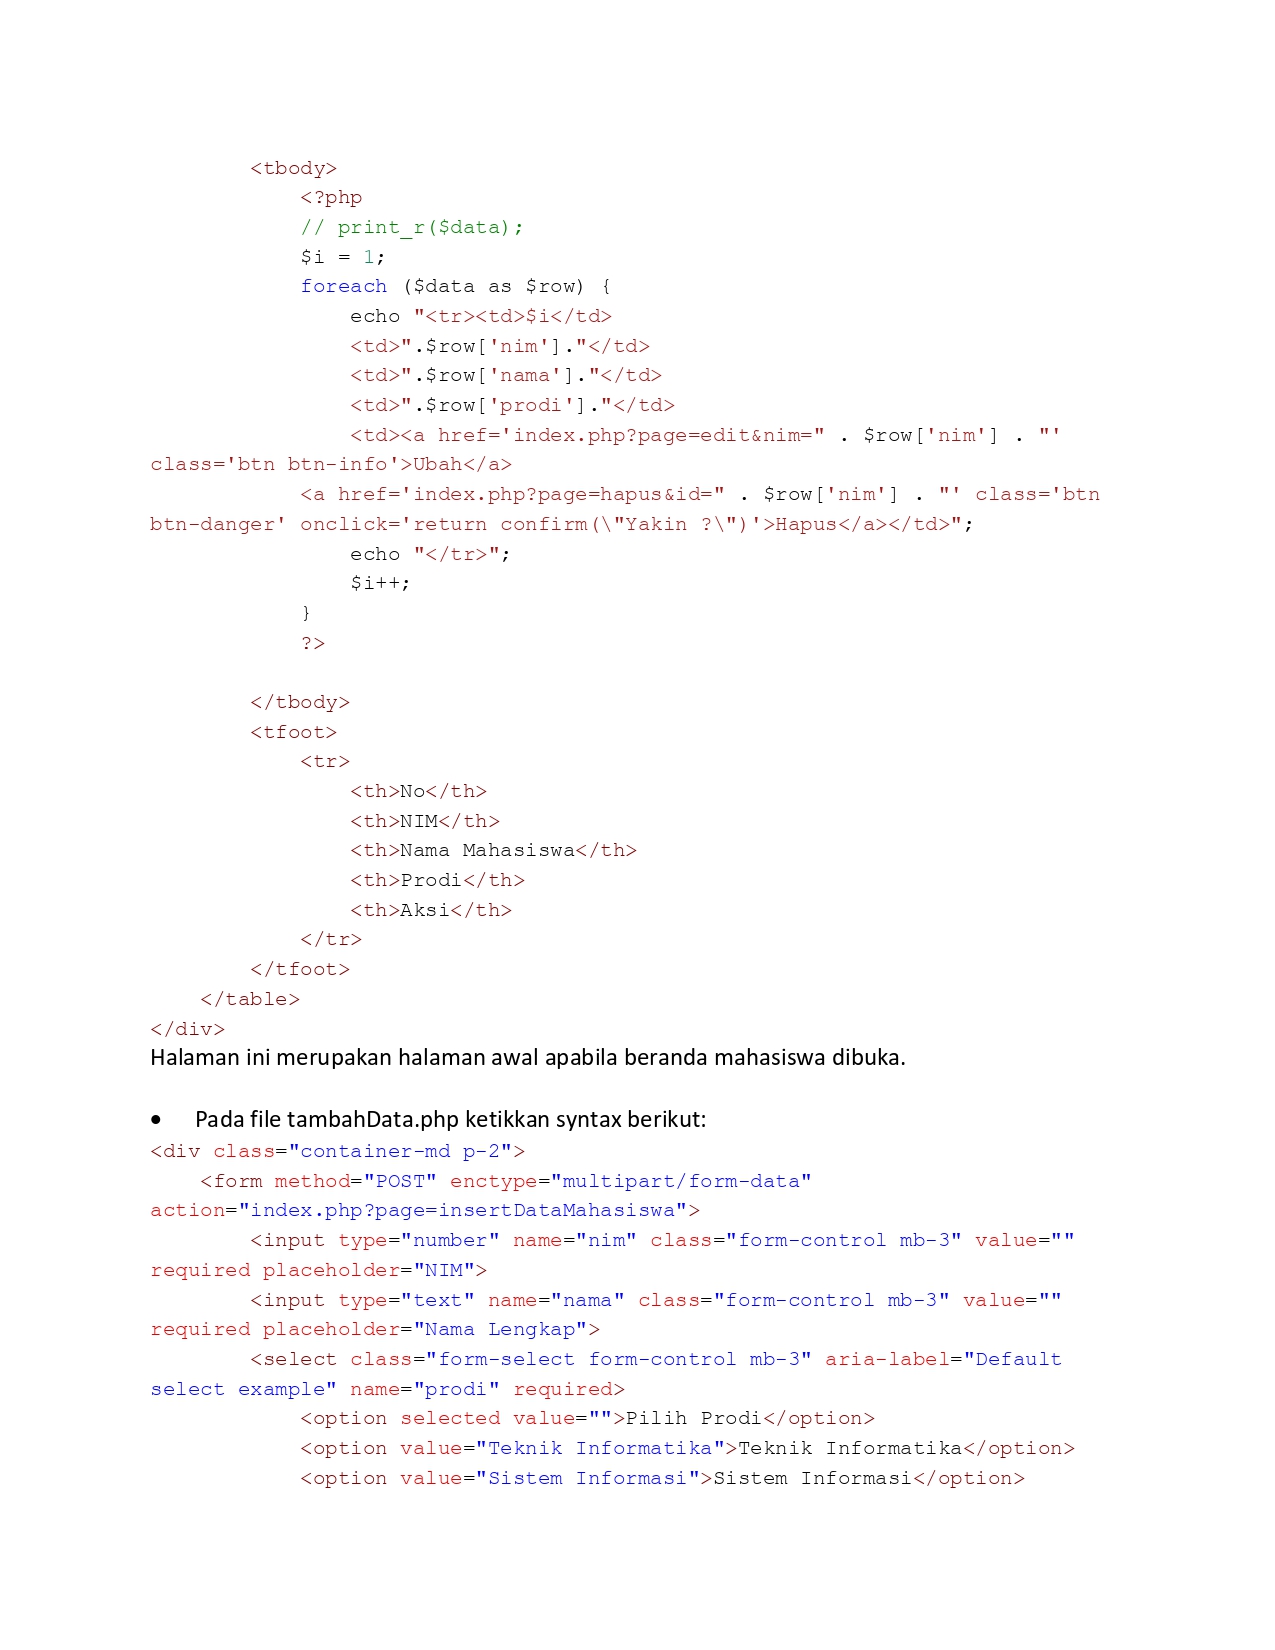 <tbody>
<?php
// print_r($data);
$i = 1;
foreach ($data as $row) {
echo "<tr><td>$i</td>
<td>".$row['nim']."</td>
<td>".$row['nama']."</td>
<td>".$row['prodi']."</td>
<td><a href='index.php?page=edit&nim=" . $row['nim'] . "'
class='btn btn-info'>Ubah</a>
<a href='index.php?page=hapus&id=" . $row['nim'] . "' class='btn
btn-danger' onclick='return confirm(\"Yakin ?\")'>Hapus</a></td>";
echo "</tr>";
$i++;
}
?>
</tbody>
<tfoot>
<tr>
<th>No</th>
<th>NIM</th>
<th>Nama Mahasiswa</th>
<th>Prodi</th>
<th>Aksi</th>
</tr>
</tfoot>
</table>
</div>
Halaman ini merupakan halaman awal apabila beranda mahasiswa dibuka.
• Pada file tambahData.php ketikkan syntax berikut:
<div class="container-md p-2">
<form method="POST" enctype="multipart/form-data"
action="index.php?page=insertDataMahasiswa">
<input type="number" name="nim" class="form-control mb-3" value=""
required placeholder="NIM">
<input type="text" name="nama" class="form-control mb-3" value=""
required placeholder="Nama Lengkap">
<select class="form-select form-control mb-3" aria-label="Default
select example" name="prodi" required>
<option selected value="">Pilih Prodi</option>
<option value="Teknik Informatika">Teknik Informatika</option>
<option value="Sistem Informasi">Sistem Informasi</option>